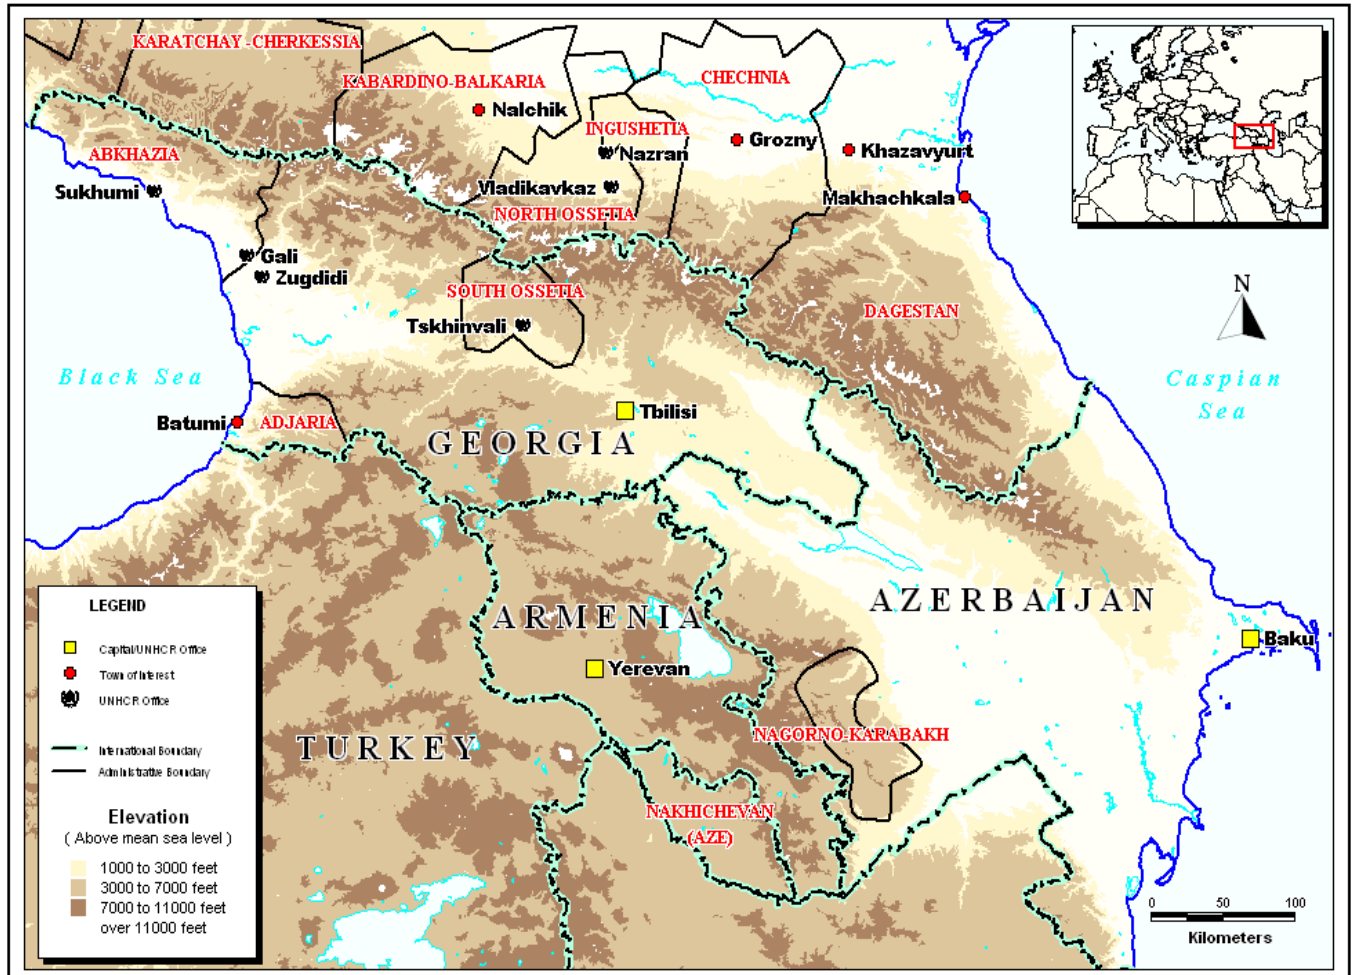 KARATCHAY-CHERKESSIA
KABARDINO-BALKARIA
CHECHNIA
Nalchik
INGUSHETIA
Grozny
ABKHAZIA
Nazran
Khazavyurt
Sukhumi
Vladikavkaz
Makhachkala
NORTH OSSETIA
Gali
Zugdidi
SOUTH OSSETIA
N
DAGESTAN
Tskhinvali
Black Sea
Caspian
Sea
Tbilisi
Batumi
ADJARIA
GEORGIA
AZERBAIJAN
ARMENIA
Baku
Yerevan
NAGORNO-KARABAKH
TURKEY
NAKHICHEVAN
(AZE)
LEGEND
Capital/UNHCR Office
Town of Interest
UNHCR Office
International Boundary
Administrative Boundary
Elevation
( Above mean sea level )
1000 to 3000 feet
3000 to 7000 feet
7000 to 11000 feet
over 11000 feet
0 50 100
Kilometers